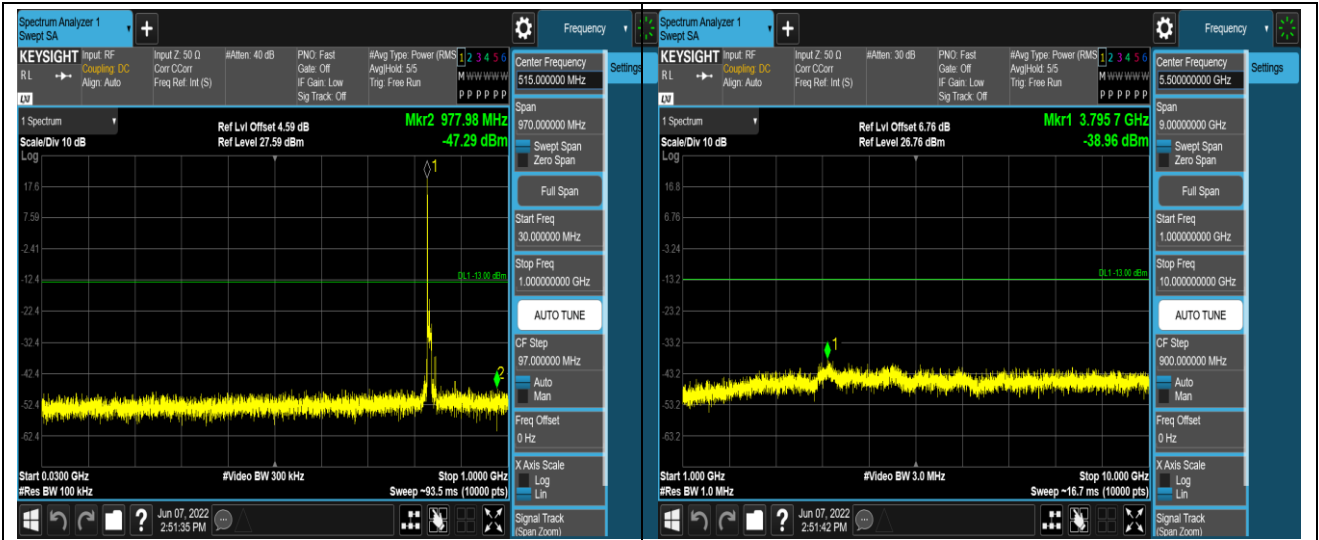 Spectrum Analyzer 1
Swept SA
+
Frequency
KEYSIGHT
RL
LXI
Input: RF
Coupling: DC
Align: Auto
Input Z: 50 Ω
Corr CCorr
Freq Ref: Int (S)
#Atten: 40 dB
PNO: Fast
Gate: Off
IF Gain: Low
Sig Track: Off
#Avg Type: Power (RMS
Avg|Hold: 5/5
Trig: Free Run
1 2 3 4 5 6
M W W W W W
P P P P P P
1 Spectrum
Scale/Div 10 dB
Log
Ref Lvl Offset 4.59 dB
Ref Level 27.59 dBm
Mkr2 977.98 MHz
-47.29 dBm
17.6
7.59
-2.41
-12.4
-22.4
-32.4
-42.4
-52.4
-62.4
1
DL1 -13.00 dBm
2
Start 0.0300 GHz
#Res BW 100 kHz
#Video BW 300 kHz
Stop 1.0000 GHz
Sweep ~93.5 ms (10000 pts)
?
Jun 07, 2022
2:51:35 PM
Center Frequency
515.000000 MHz
Settings
Span
970.000000 MHz
Swept Span
Zero Span
Full Span
Start Freq
30.000000 MHz
Stop Freq
1.000000000 GHz
AUTO TUNE
CF Step
97.000000 MHz
Auto
Man
Freq Offset
0 Hz
X Axis Scale
Log
Lin
Signal Track
(Span Zoom)
Spectrum Analyzer 1
Swept SA
+
Frequency
KEYSIGHT
RL
LXI
Input: RF
Coupling: DC
Align: Auto
Input Z: 50 Ω
Corr CCorr
Freq Ref: Int (S)
#Atten: 30 dB
PNO: Fast
Gate: Off
IF Gain: Low
Sig Track: Off
#Avg Type: Power (RMS
Avg|Hold: 5/5
Trig: Free Run
1 2 3 4 5 6
M W W W W W
P P P P P P
1 Spectrum
Scale/Div 10 dB
Log
Ref Lvl Offset 6.76 dB
Ref Level 26.76 dBm
Mkr1 3.795 7 GHz
-38.96 dBm
16.8
6.76
-3.24
-13.2
-23.2
-33.2
-43.2
-53.2
-63.2
DL1 -13.00 dBm
1
Start 1.000 GHz
#Res BW 1.0 MHz
#Video BW 3.0 MHz
Stop 10.000 GHz
Sweep ~16.7 ms (10000 pts)
?
Jun 07, 2022
2:51:42 PM
Center Frequency
5.500000000 GHz
Settings
Span
9.00000000 GHz
Swept Span
Zero Span
Full Span
Start Freq
1.000000000 GHz
Stop Freq
10.000000000 GHz
AUTO TUNE
CF Step
900.000000 MHz
Auto
Man
Freq Offset
0 Hz
X Axis Scale
Log
Lin
Signal Track
(Span Zoom)